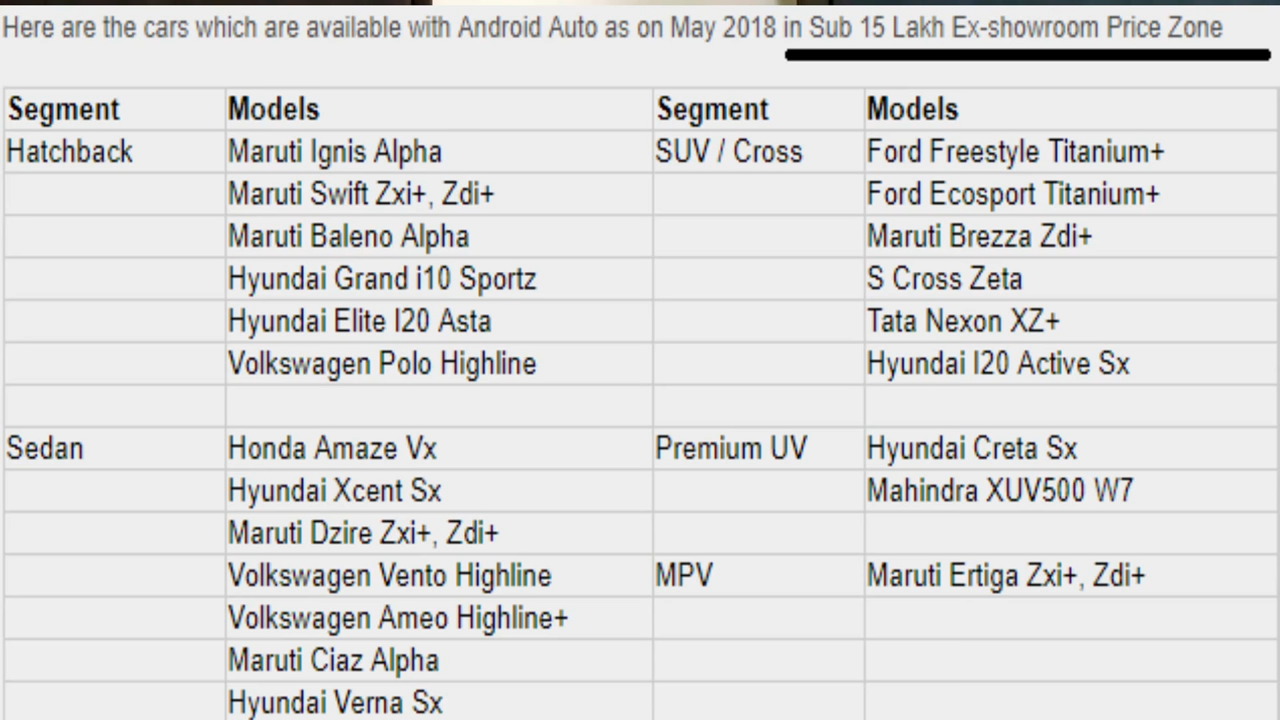 Here are the cars which are available with Android Auto as on May 2018 in Sub 15 Lakh Ex-showroom Price Zone
Segment Models Segment Models
Hatchback Maruti Ignis Alpha SUV / Cross Ford Freestyle Titanium+
Maruti Swift Zxi+, Zdi+ Ford Ecosport Titanium+
Maruti Baleno Alpha Maruti Brezza Zdi+
Hyundai Grand i10 Sportz S Cross Zeta
Hyundai Elite I20 Asta Tata Nexon XZ+
Volkswagen Polo Highline Hyundai I20 Active Sx
Sedan Honda Amaze Vx Premium UV Hyundai Creta Sx
Hyundai Xcent Sx Mahindra XUV500 W7
Maruti Dzire Zxi+, Zdi+
Volkswagen Vento Highline MPV Maruti Ertiga Zxi+, Zdi+
Volkswagen Ameo Highline+
Maruti Ciaz Alpha
Hyundai Verna Sx